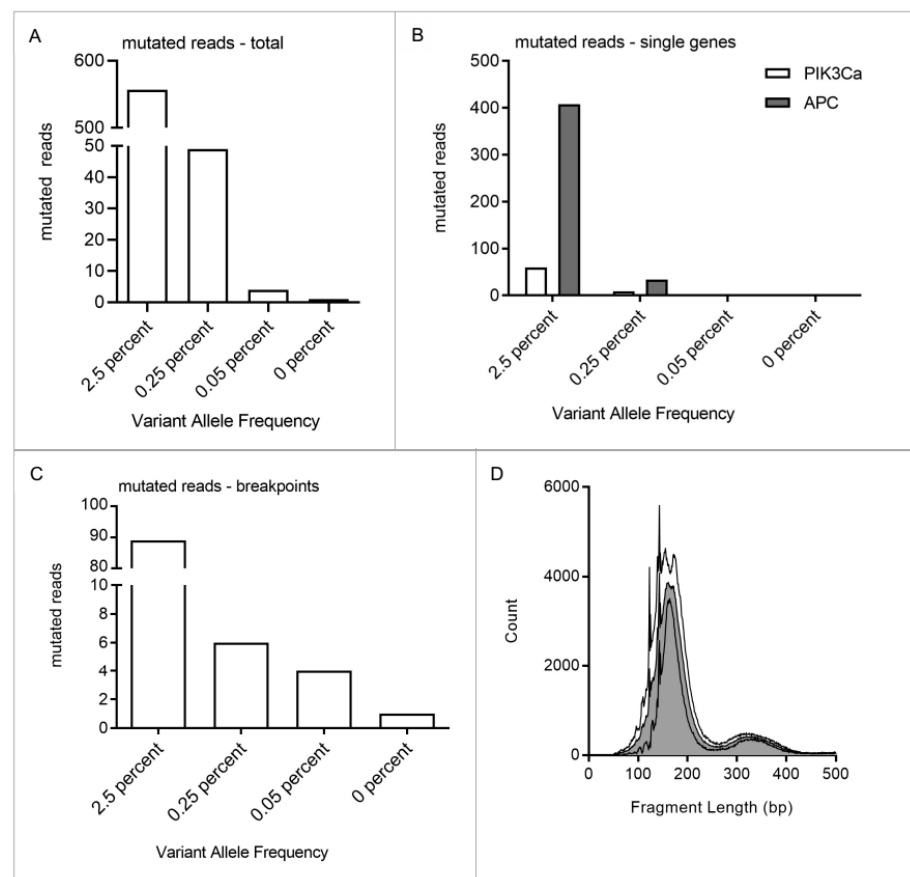 A
mutated reads - total
600
500
50
40
30
20
10
0
mutated reads
2.5 percent
0.25 percent
0.05 percent
0 percent
Variant Allele Frequency
B
mutated reads - single genes
500
400
300
200
100
0
mutated reads
PIK3Ca
APC
2.5 percent
0.25 percent
0.05 percent
0 percent
Variant Allele Frequency
C
mutated reads - breakpoints
100
90
80
10
8
6
4
2
0
mutated reads
2.5 percent
0.25 percent
0.05 percent
0 percent
Variant Allele Frequency
D
6000
4000
2000
0
Count
0
100
200
300
400
500
Fragment Length (bp)